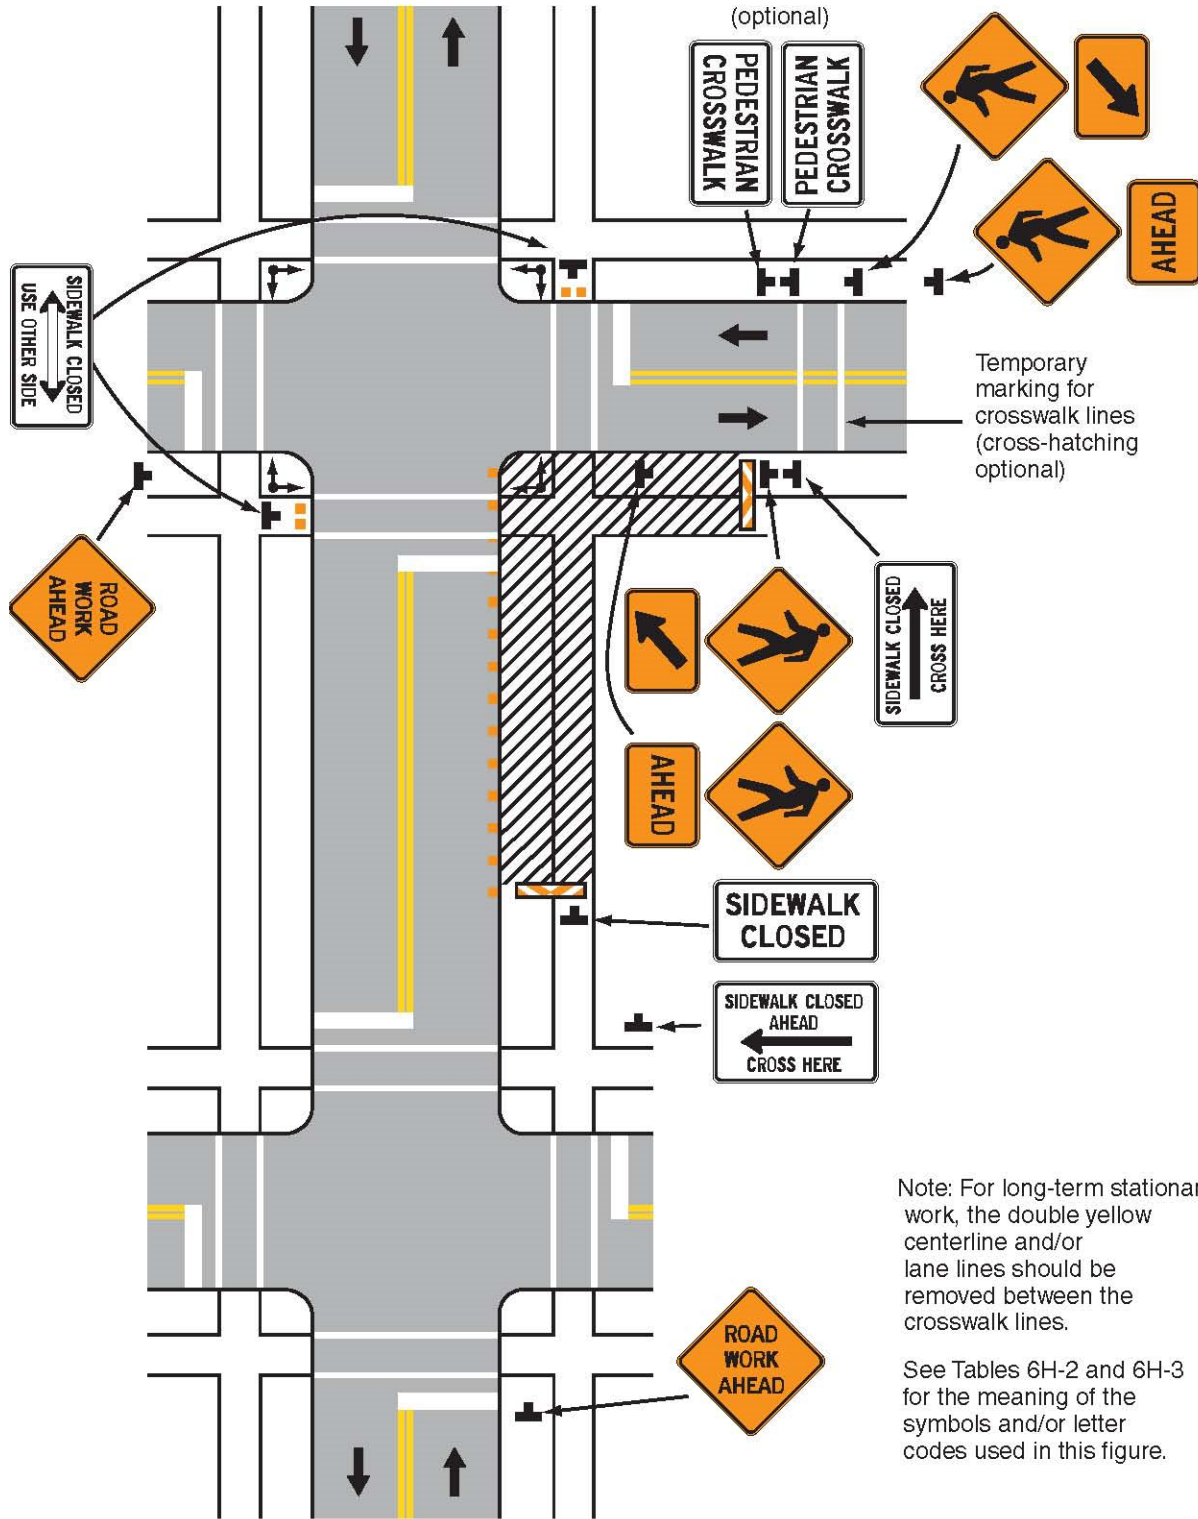 (optional)
PEDESTRIAN
CROSSWALK
PEDESTRIAN
CROSSWALK
AHEAD
SIDEWALK CLOSED
USE OTHER SIDE
Temporary
marking for
crosswalk lines
(cross-hatching
optional)
ROAD
WORK
AHEAD
SIDEWALK CLOSED
CROSS HERE
AHEAD
SIDEWALK
CLOSED
SIDEWALK CLOSED
AHEAD
CROSS HERE
Note: For long-term stationar
work, the double yellow
centerline and/or
lane lines should be
removed between the
crosswalk lines.
ROAD
WORK
AHEAD
See Tables 6H-2 and 6H-3
for the meaning of the
symbols and/or letter
codes used in this figure.